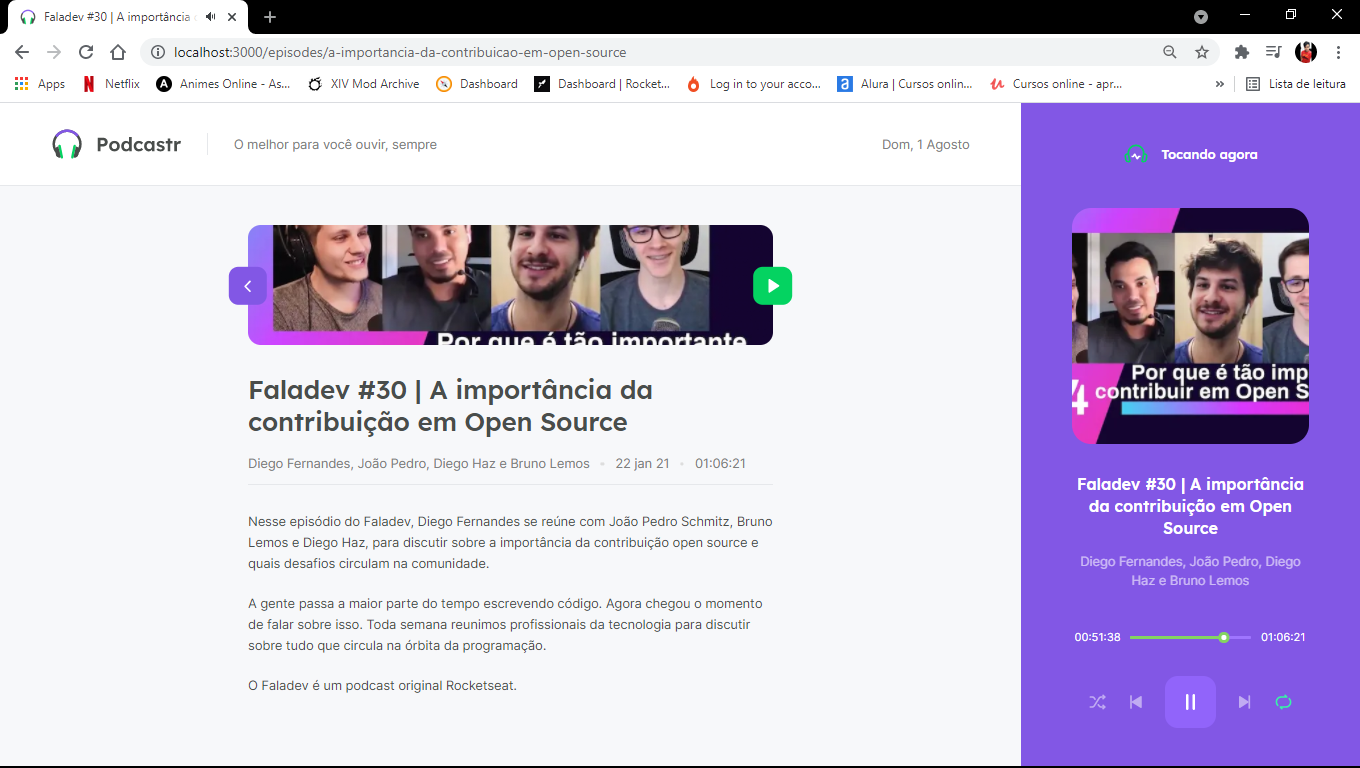 Faladev #30 | A importância
localhost:3000/episodes/a-importancia-da-contribuicao-em-open-source
Apps
Netflix
Animes Online - As...
XIV Mod Archive
Dashboard
Dashboard | Rocket...
Log in to your acco...
Alura | Cursos onlin...
Cursos online - apr...
»
Lista de leitura
Podcastr
O melhor para você ouvir, sempre
Dom, 1 Agosto
Por que é tão importante
Faladev #30 | A importância da
contribuição em Open Source
Diego Fernandes, João Pedro, Diego Haz e Bruno Lemos • 22 jan 21 • 01:06:21
Nesse episódio do Faladev, Diego Fernandes se reúne com João Pedro Schmitz, Bruno
Lemos e Diego Haz, para discutir sobre a importância da contribuição open source e
quais desafios circulam na comunidade.
A gente passa a maior parte do tempo escrevendo código. Agora chegou o momento
de falar sobre isso. Toda semana reunimos profissionais da tecnologia para discutir
sobre tudo que circula na órbita da programação.
O Faladev é um podcast original Rocketseat.
Tocando agora
Por que é tão imp
4 contribuir em Open S
Faladev #30 | A importância
da contribuição em Open
Source
Diego Fernandes, João Pedro, Diego
Haz e Bruno Lemos
00:51:38
01:06:21